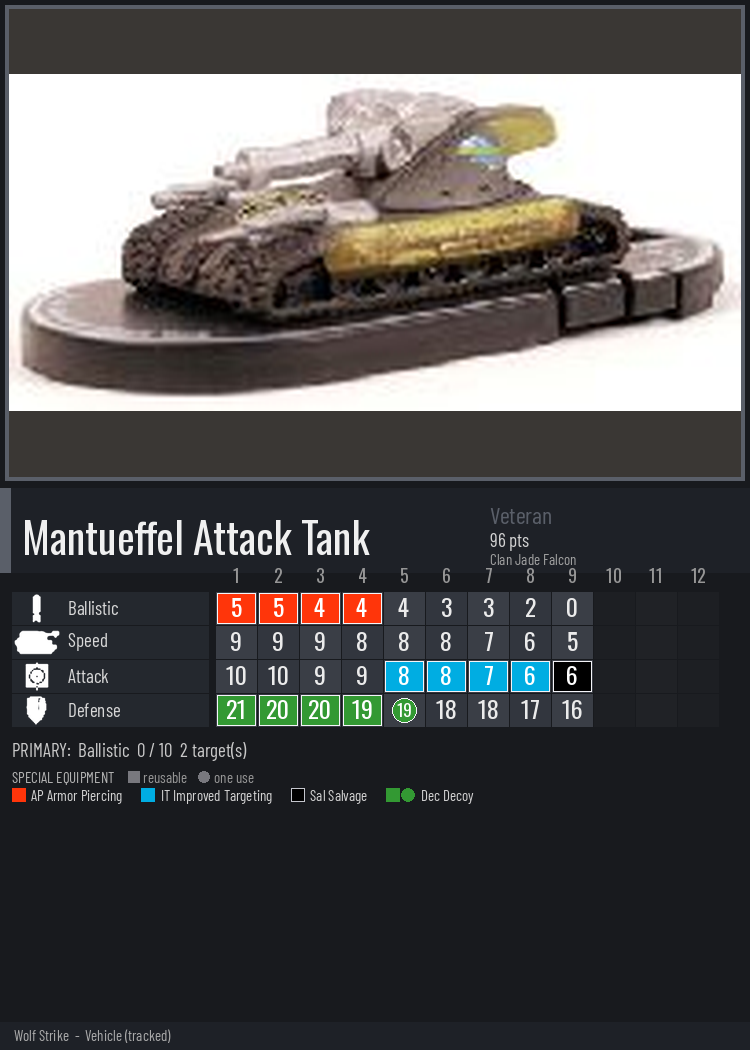 Mantueffel Attack Tank
Veteran
96 pts
Clan Jade Falcon
1 2 3 4 5 6 7 8 9 10 11 12
Ballistic 5 5 4 4 4 3 3 2 0
Speed 9 9 9 8 8 8 7 6 5
Attack 10 10 9 9 8 8 7 6 6
Defense 21 20 20 19 19 18 18 17 16
PRIMARY: Ballistic 0 / 10 2 target(s)
SPECIAL EQUIPMENT reusable one use
AP Armor Piercing IT Improved Targeting Sal Salvage Dec Decoy
Wolf Strike - Vehicle (tracked)